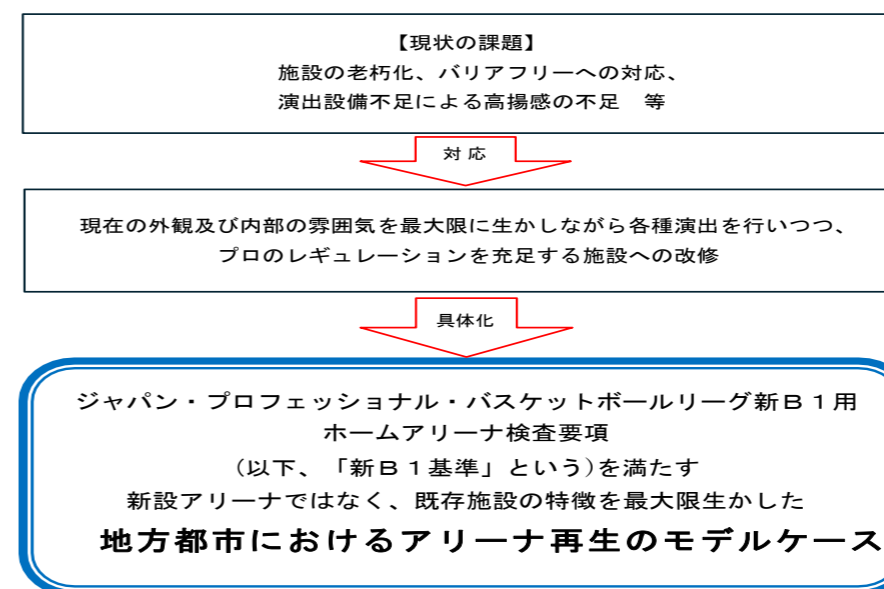 【現状の課題】
施設の老朽化、バリアフリーへの対応、
演出設備不足による高揚感の不足　等
対応
現在の外観及び内部の雰囲気を最大限に生かしながら各種演出を行いつつ、
プロのレギュレーションを充足する施設への改修
具体化
ジャパン・プロフェッショナル・バスケットボールリーグ新Ｂ１用
ホームアリーナ検査要項
(以下、「新Ｂ１基準」という)を満たす
新設アリーナではなく、既存施設の特徴を最大限生かした
地方都市におけるアリーナ再生のモデルケース